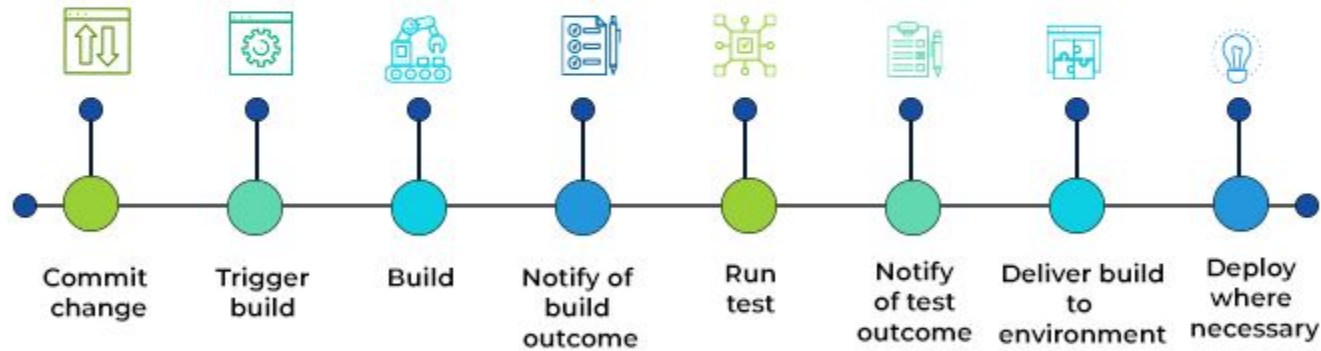 Commit
change
Trigger
build
Build
Notify of
build
outcome
Run
test
Notify
of test
outcome
Deliver build
to
environment
Deploy
where
necessary